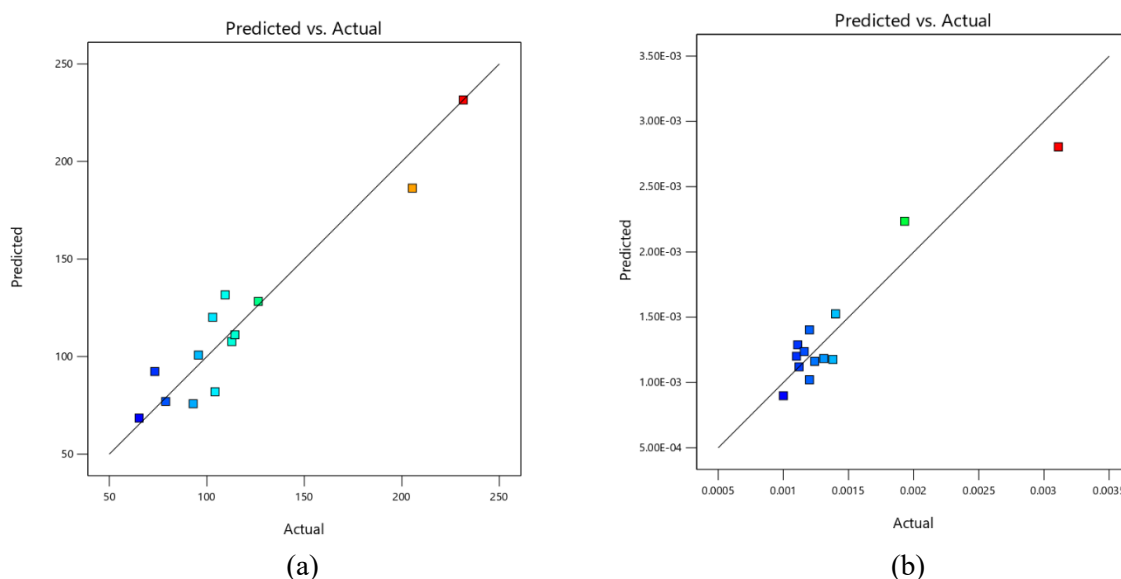 Predicted vs. Actual
250
200
150
100
50
Predicted
50 100 150 200 250
Actual
(a)
Predicted vs. Actual
3.50E-03
3.00E-03
2.50E-03
2.00E-03
1.50E-03
1.00E-03
5.00E-04
Predicted
0.0005 0.001 0.0015 0.002 0.0025 0.003 0.0035
Actual
(b)